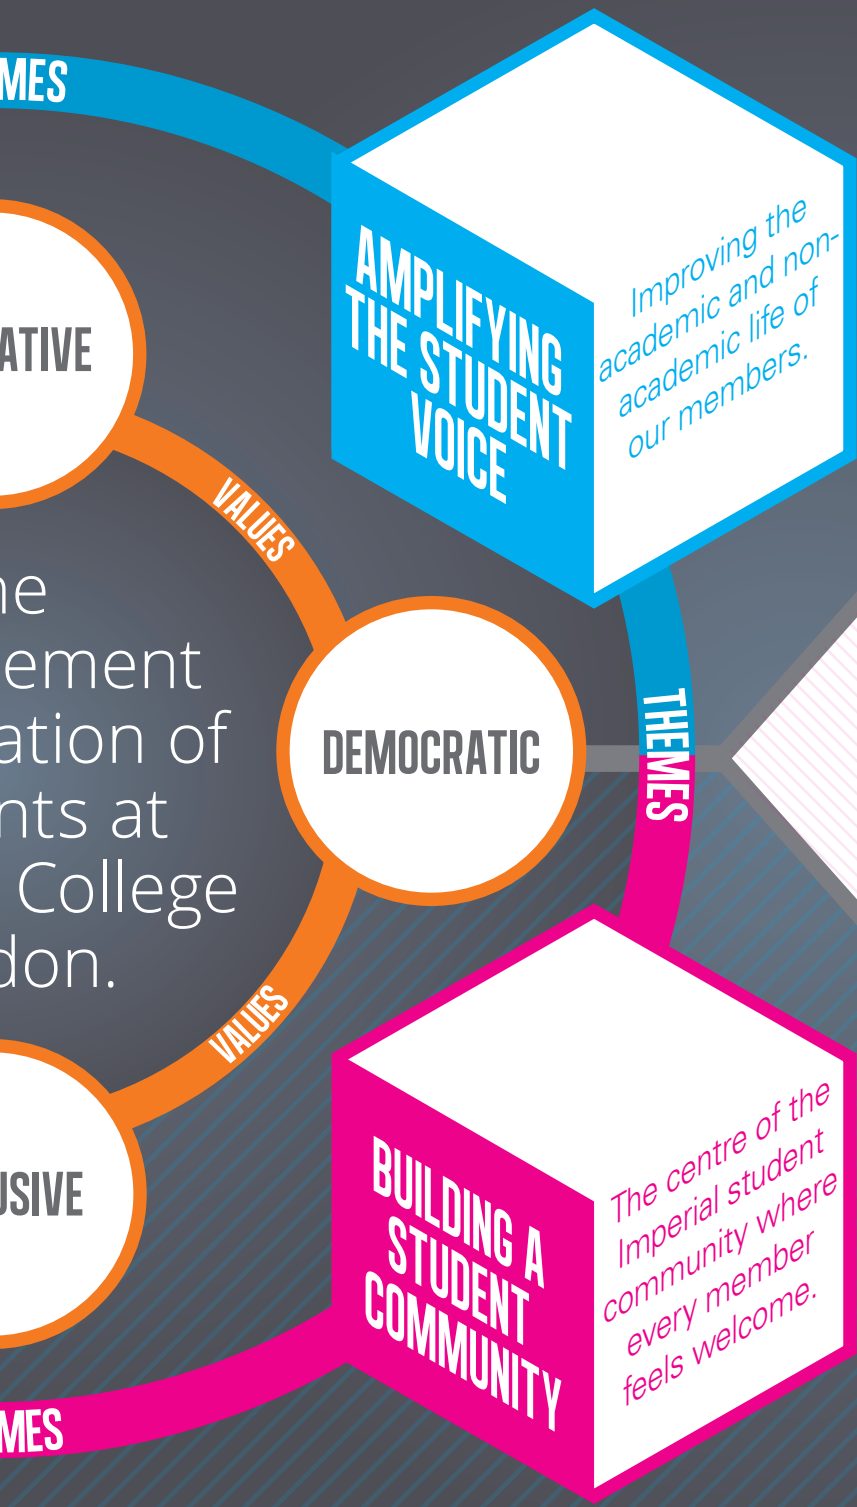 MES
AMPLIFYING
THE STUDENT
VOICE
Improving the
academic and non-
academic life of
our members.
ATIVE
VALUES
ne
ement
ation of
nts at
College
don.
DEMOCRATIC
THEMES
VALUES
USIVE
BUILDING A
STUDENT
COMMUNITY
The centre of the
Imperial student
community where
every member
feels welcome.
MES